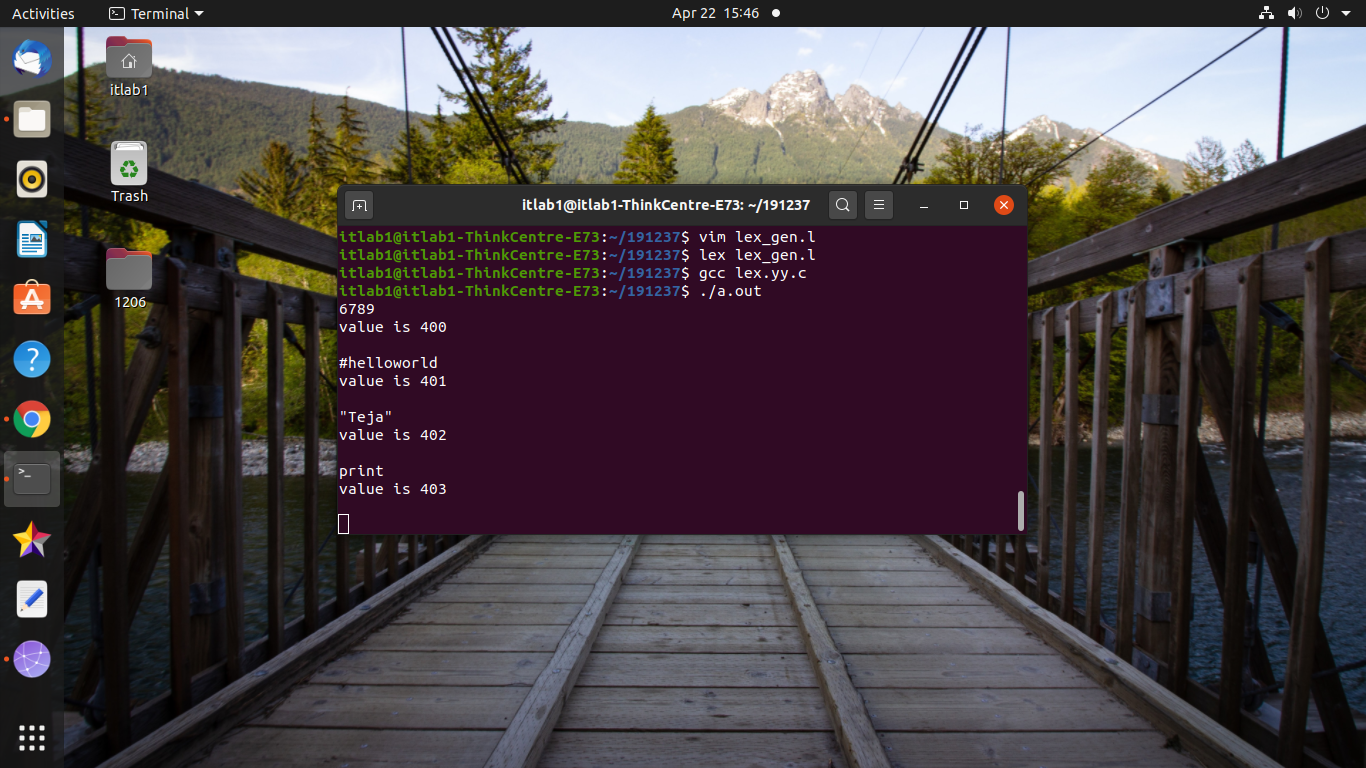 Activities
Terminal
Apr 22 15:46
itlab1
Trash
1206
itlab1@itlab1-ThinkCentre-E73: ~/191237
itlab1@itlab1-ThinkCentre-E73:~/191237$ vim lex_gen.l
itlab1@itlab1-ThinkCentre-E73:~/191237$ lex lex_gen.l
itlab1@itlab1-ThinkCentre-E73:~/191237$ gcc lex.yy.c
itlab1@itlab1-ThinkCentre-E73:~/191237$ ./a.out
6789
value is 400
#helloworld
value is 401
"Teja"
value is 402
print
value is 403